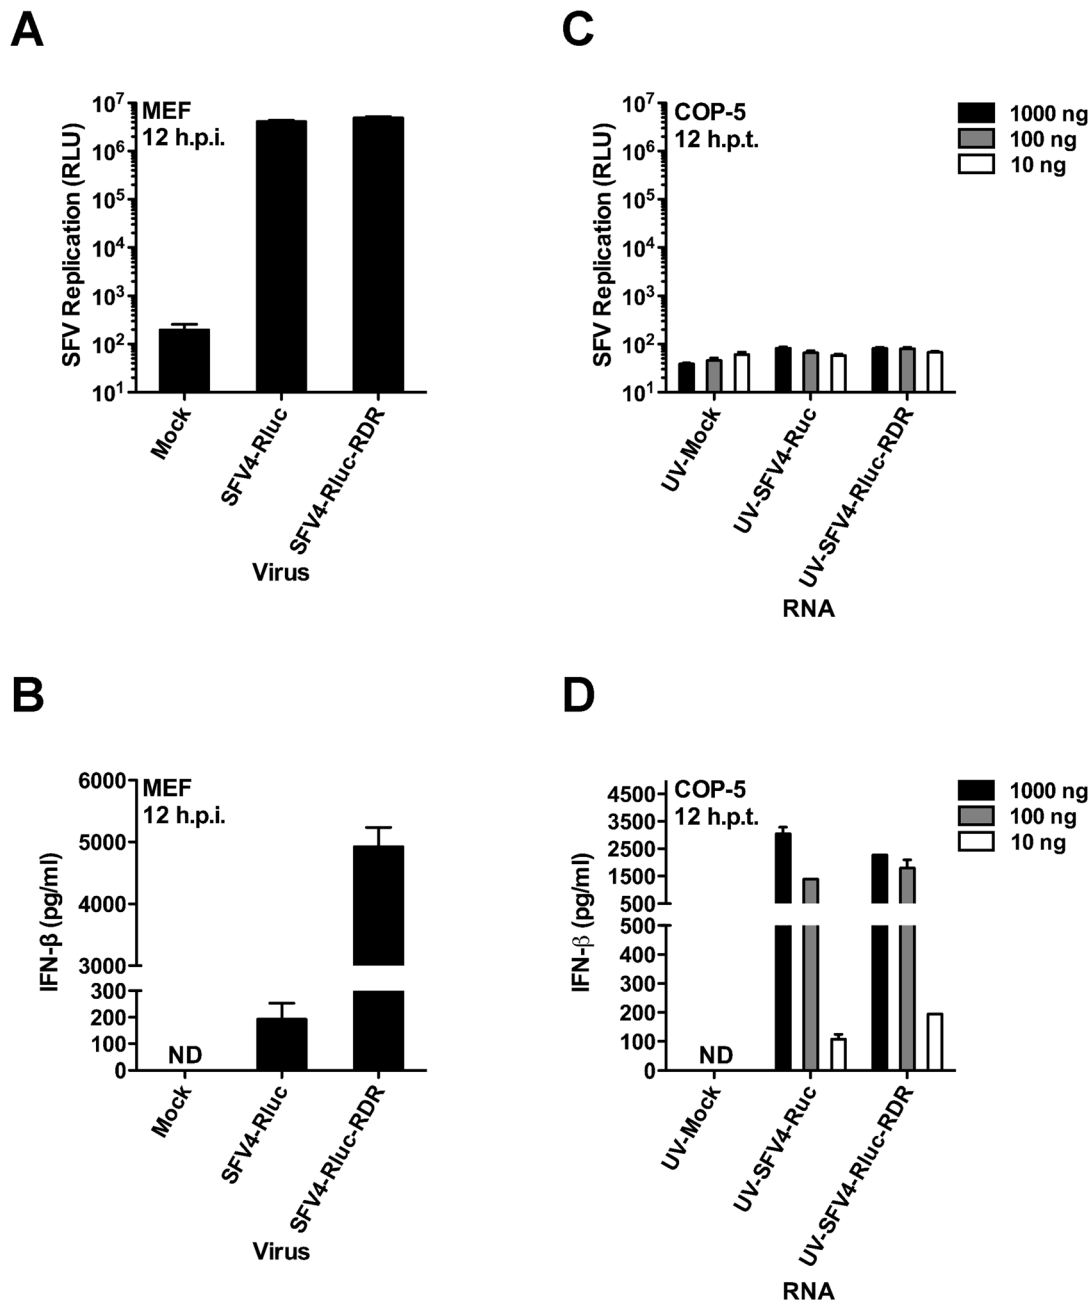 A
SFV Replication (RLU)
10^7
10^6
10^5
10^4
10^3
10^2
10^1
MEF
12 h.p.i.
Mock
SFV4-Rluc
SFV4-Rluc-RDR
Virus
C
SFV Replication (RLU)
10^7
10^6
10^5
10^4
10^3
10^2
10^1
COP-5
12 h.p.t.
1000 ng
100 ng
10 ng
UV-Mock
UV-SFV4-Ruc
UV-SFV4-Rluc-RDR
RNA
B
IFN-β (pg/ml)
6000
5000
4000
3000
300
200
100
0
MEF
12 h.p.i.
ND
Mock
SFV4-Rluc
SFV4-Rluc-RDR
Virus
D
IFN-β (pg/ml)
4500
3500
2500
1500
500
500
400
300
200
100
0
COP-5
12 h.p.t.
1000 ng
100 ng
10 ng
ND
UV-Mock
UV-SFV4-Ruc
UV-SFV4-Rluc-RDR
RNA